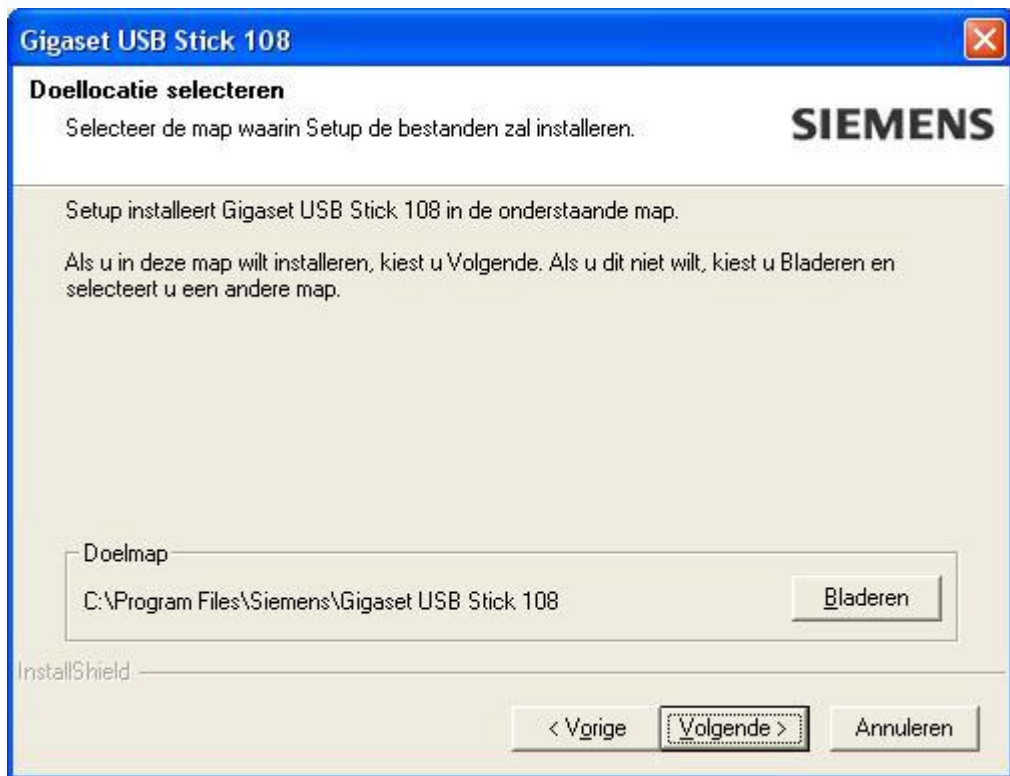 Gigaset USB Stick 108
Doellocatie selecteren
Selecteer de map waarin Setup de bestanden zal installeren.
SIEMENS
Setup installeert Gigaset USB Stick 108 in de onderstaande map.
Als u in deze map wilt installeren, kiest u Volgende. Als u dit niet wilt, kiest u Bladeren en
selecteert u een andere map.
Doelmap
C:\Program Files\Siemens\Gigaset USB Stick 108
Bladeren
InstallShield
< Vorige
Volgende >
Annuleren